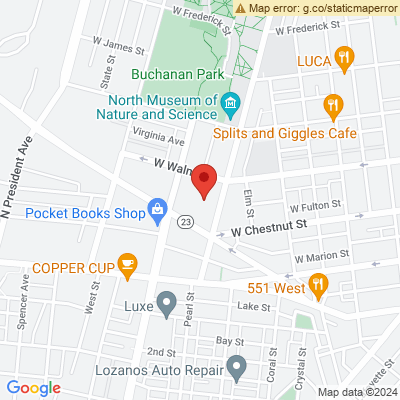 Map error: g.co/staticmaperror
W Frederick St
W Frederick St
W James St
LUCA
State St
Buchanan Park
North Museum of
Nature and Science
Splits and Giggles Cafe
Virginia Ave
N President Ave
W Waln
Elm St
W Fulton St
Pocket Books Shop
23
W Chestnut St
W Marion St
COPPER CUP
551 West
West St
Spencer Ave
Luxe
Pearl St
Lake St
Bay St
2nd St
Lozanos Auto Repair
Coral St
Crystal St
Fayette St
Google
Map data ©2024